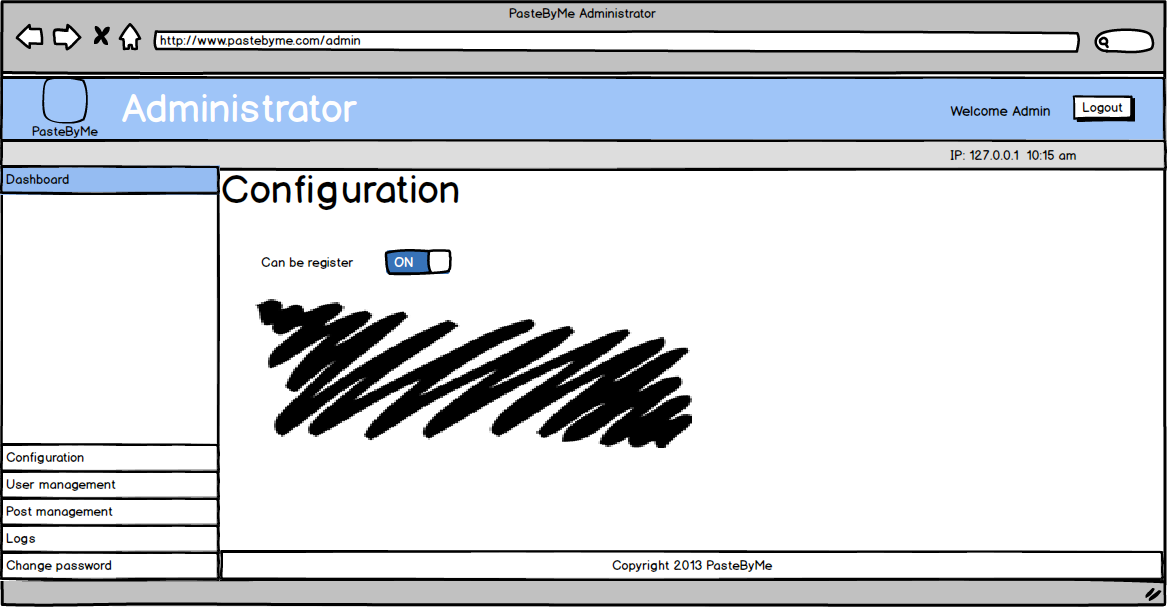 PasteByMe Administrator
http://www.pastebyme.com/admin
PasteByMe
Administrator
Welcome Admin
Logout
IP: 127.0.0.1 10:15 am
Dashboard
Configuration
Can be register
ON
Configuration
User management
Post management
Logs
Change password
Copyright 2013 PasteByMe